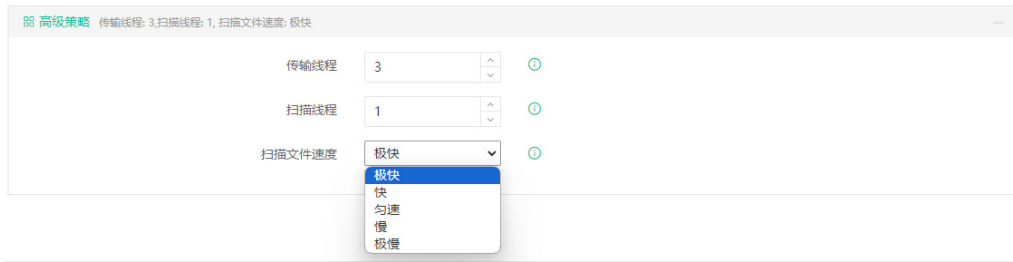 高级策略 传输线程: 3,扫描线程: 1, 扫描文件速度: 极快
传输线程 3
扫描线程 1
扫描文件速度 极快
极快
快
匀速
慢
极慢